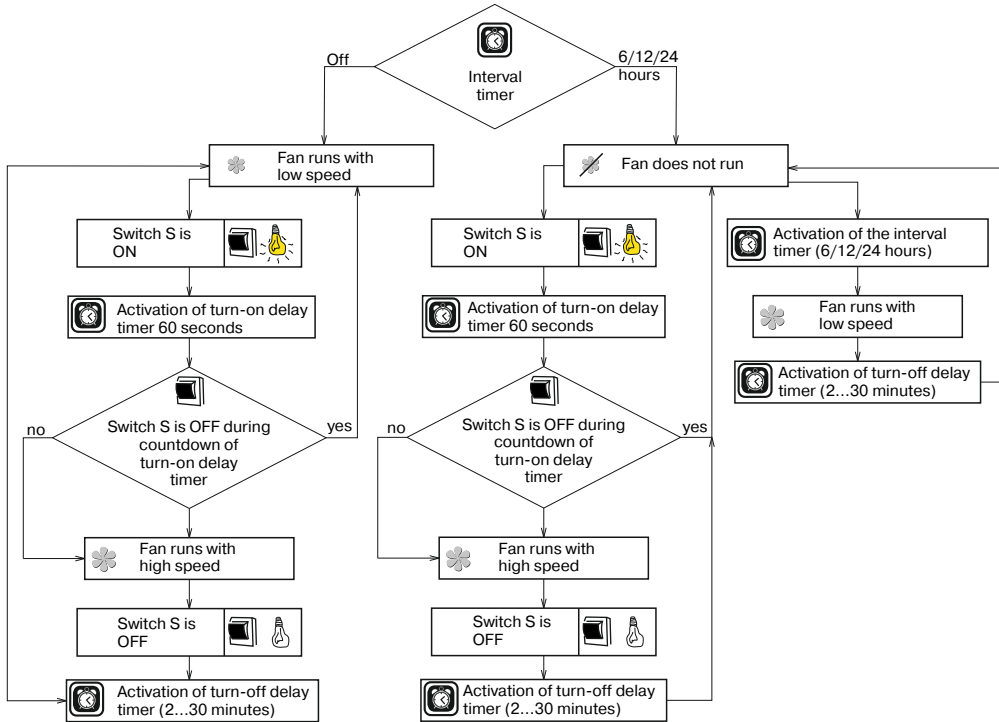 Off
6/12/24
hours
Interval
timer
Fan runs with
low speed
Fan does not run
Switch S is
ON
Switch S is
ON
Activation of the interval
timer (6/12/24 hours)
Activation of turn-on delay
timer 60 seconds
Activation of turn-on delay
timer 60 seconds
Fan runs with
low speed
Activation of turn-off delay
timer (2...30 minutes)
no
Switch S is OFF during
countdown of
turn-on delay
timer
yes
no
Switch S is OFF during
countdown of
turn-on delay
timer
yes
Fan runs with
high speed
Fan runs with
high speed
Switch S is
OFF
Switch S is
OFF
Activation of turn-off delay
timer (2...30 minutes)
Activation of turn-off delay
timer (2...30 minutes)